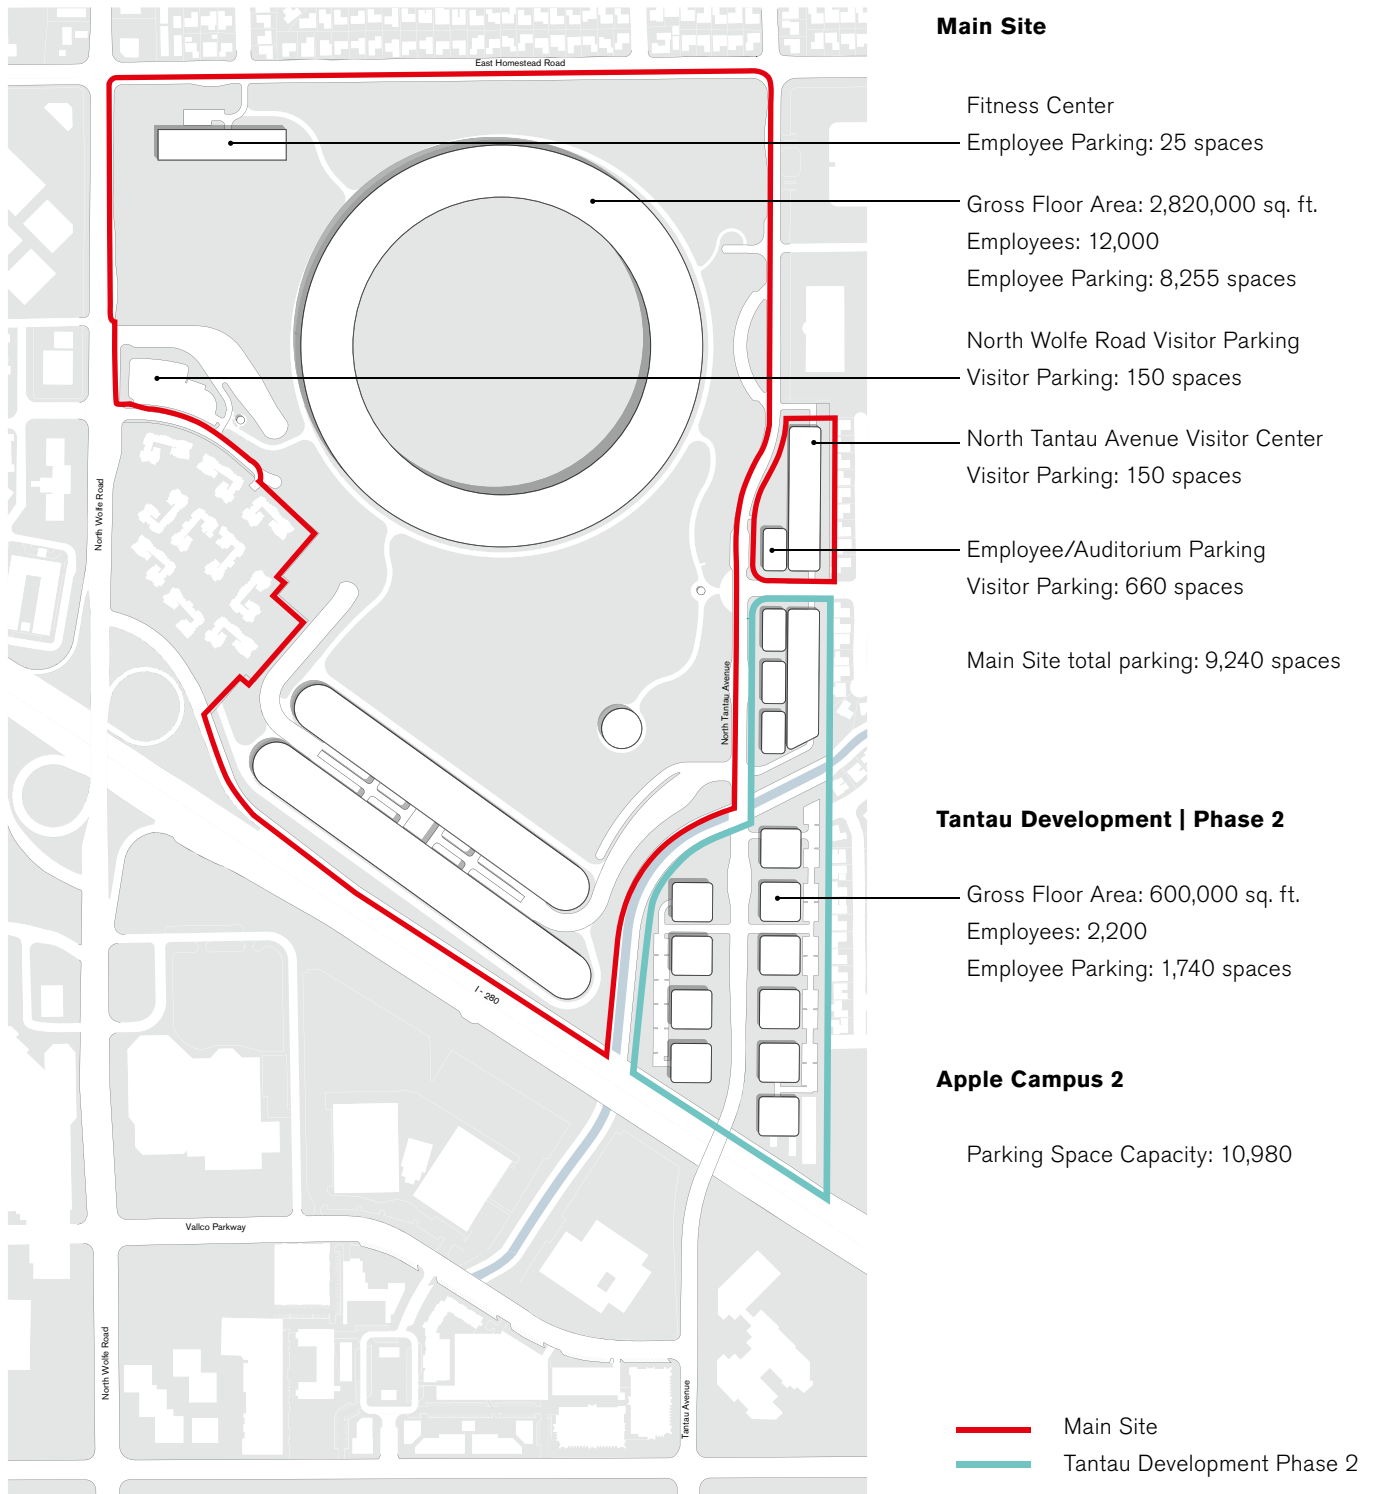 Main Site
Fitness Center
Employee Parking: 25 spaces
Gross Floor Area: 2,820,000 sq. ft.
Employees: 12,000
Employee Parking: 8,255 spaces
North Wolfe Road Visitor Parking
Visitor Parking: 150 spaces
North Tantau Avenue Visitor Center
Visitor Parking: 150 spaces
Employee/Auditorium Parking
Visitor Parking: 660 spaces
Main Site total parking: 9,240 spaces
Tantau Development | Phase 2
Gross Floor Area: 600,000 sq. ft.
Employees: 2,200
Employee Parking: 1,740 spaces
Apple Campus 2
Parking Space Capacity: 10,980
Main Site
Tantau Development Phase 2
East Homestead Road
North Wolfe Road
North Tantau Avenue
I - 280
Vallco Parkway
North Wolfe Road
Tantau Avenue